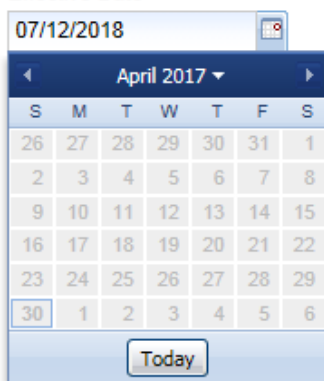 07/12/2018
April 2017
S M T W T F S
26 27 28 29 30 31 1
2 3 4 5 6 7 8
9 10 11 12 13 14 15
16 17 18 19 20 21 22
23 24 25 26 27 28 29
30 1 2 3 4 5 6
Today